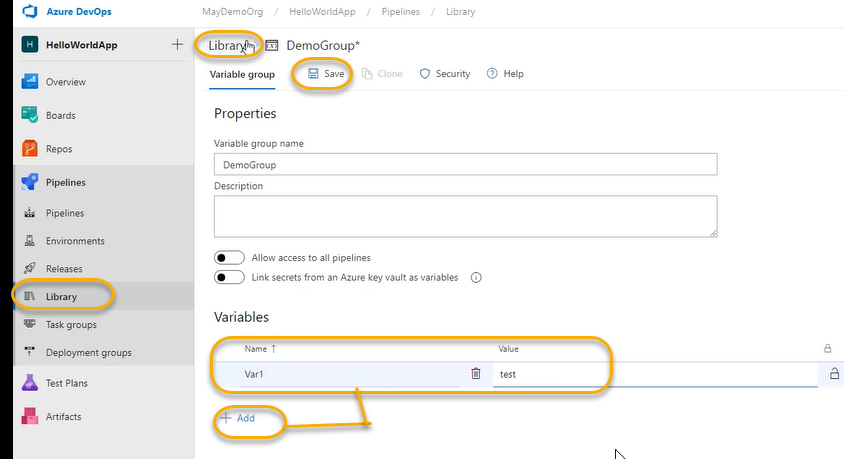 Azure DevOps
MayDemoOrg / HelloWorldApp / Pipelines / Library
H HelloWorldApp
Library DemoGroup*
Variable group Save Clone Security Help
Overview
Boards
Repos
Pipelines
Pipelines
Environments
Releases
Library
Task groups
Deployment groups
Test Plans
Artifacts
Properties
Variable group name
DemoGroup
Description
Allow access to all pipelines
Link secrets from an Azure key vault as variables
Variables
Name ↑ Value
Var1 test
+ Add